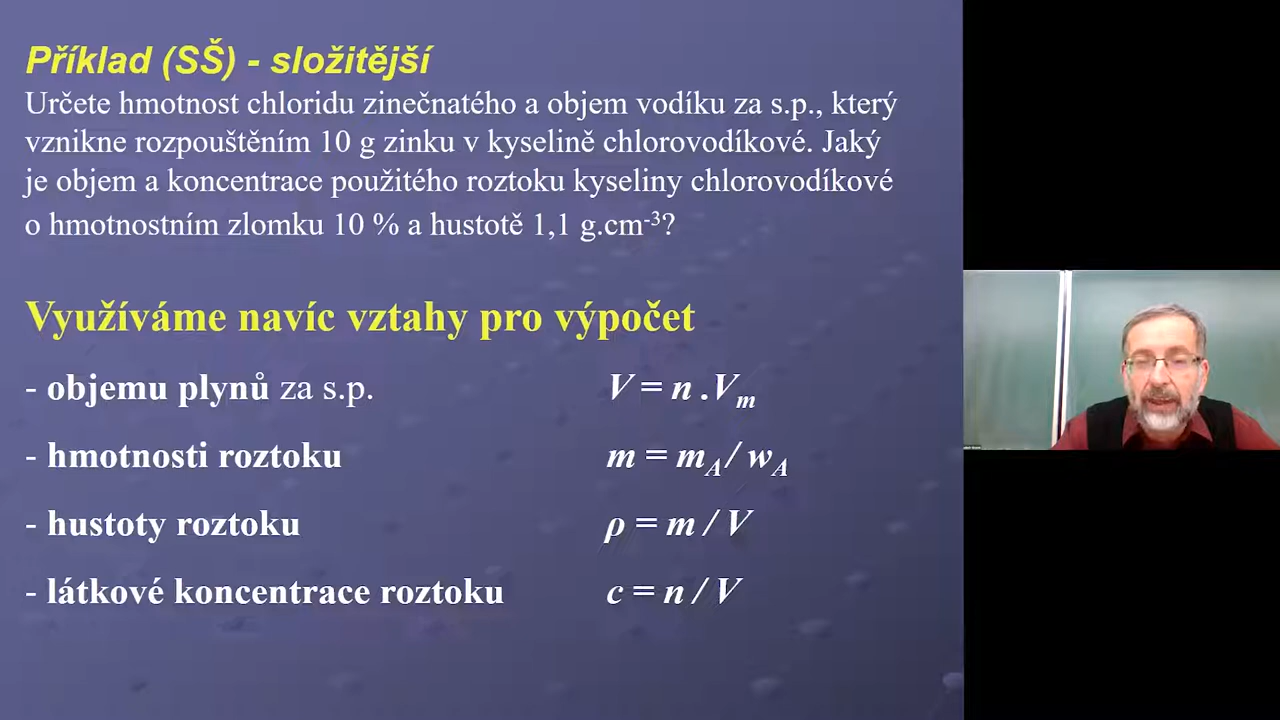 Příklad (SŠ) - složitější
Určete hmotnost chloridu zinečnatého a objem vodíku za s.p., který
vznikne rozpouštěním 10 g zinku v kyselině chlorovodíkové. Jaký
je objem a koncentrace použitého roztoku kyseliny chlorovodíkové
o hmotnostním zlomku 10 % a hustotě 1,1 g.cm⁻³?
Využíváme navíc vztahy pro výpočet
- objemu plynů za s.p. V = n .Vₘ
- hmotnosti roztoku m = m_A/ w_A
- hustoty roztoku ρ = m / V
- látkové koncentrace roztoku c = n / V